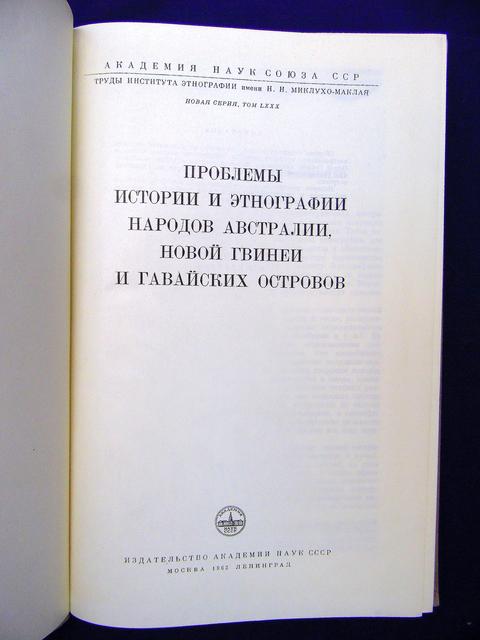 АКАДЕМИЯ НАУК СОЮЗА ССР
ТРУДЫ ИНСТИТУТА ЭТНОГРАФИИ имени Н. Н. МИКЛУХО-МАКЛАЯ
НОВАЯ СЕРИЯ, ТОМ LXXX
ПРОБЛЕМЫ
ИСТОРИИ И ЭТНОГРАФИИ
НАРОДОВ АВСТРАЛИИ,
НОВОЙ ГВИНЕИ
И ГАВАЙСКИХ ОСТРОВОВ
ИЗДАТЕЛЬСТВО АКАДЕМИИ НАУК СССР
МОСКВА 1962 ЛЕНИНГРАД